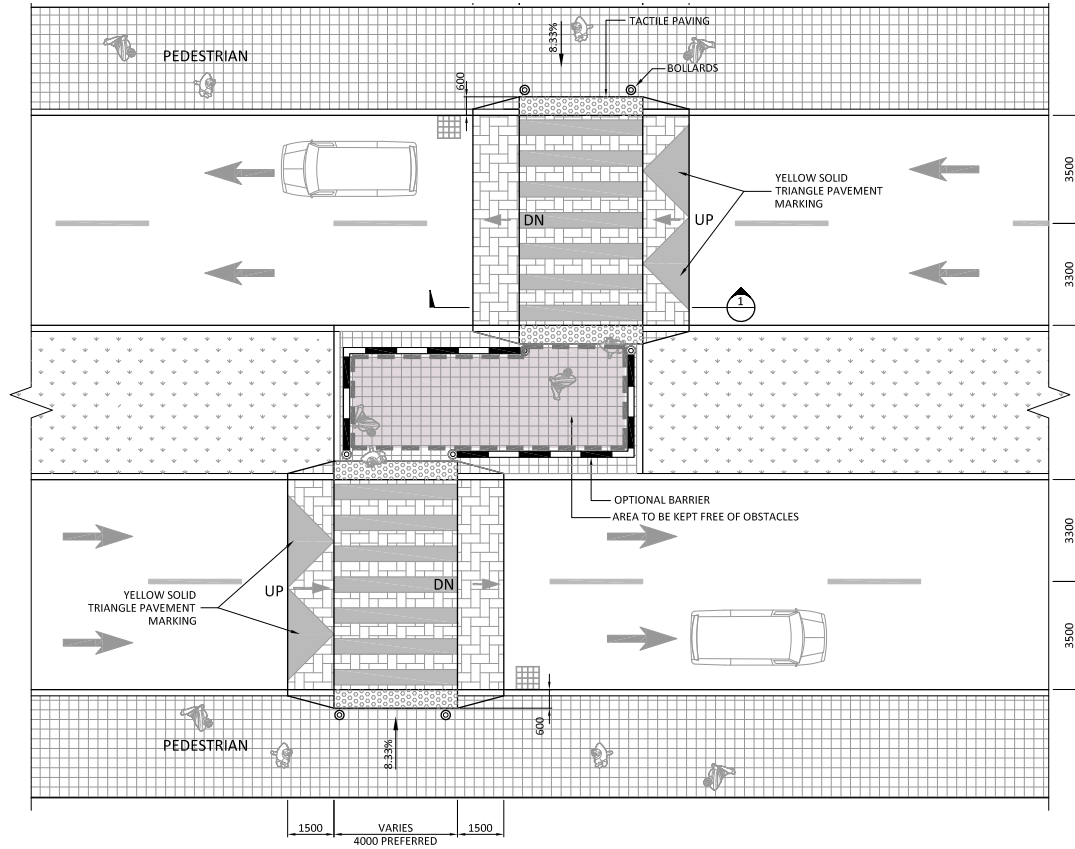 TACTILE PAVING
8.33%
PEDESTRIAN
BOLLARDS
600
3500
YELLOW SOLID
TRIANGLE PAVEMENT
MARKING
DN
UP
3300
1
OPTIONAL BARRIER
AREA TO BE KEPT FREE OF OBSTACLES
3300
UP
DN
YELLOW SOLID
TRIANGLE PAVEMENT
MARKING
3500
600
PEDESTRIAN
8.33%
1500
VARIES
1500
4000 PREFERRED